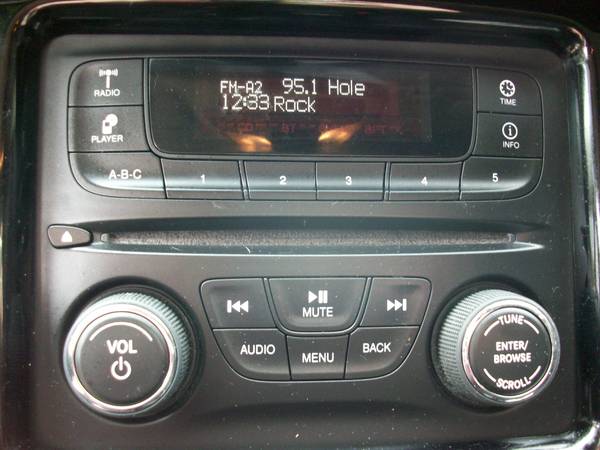 FM-A2 95.1 Hole
12:33 Rock
RADIO
TIME
PLAYER
INFO
A-B-C 1 2 3 4 5
MUTE
AUDIO MENU BACK
VOL
TUNE
ENTER/
BROWSE
SCROLL